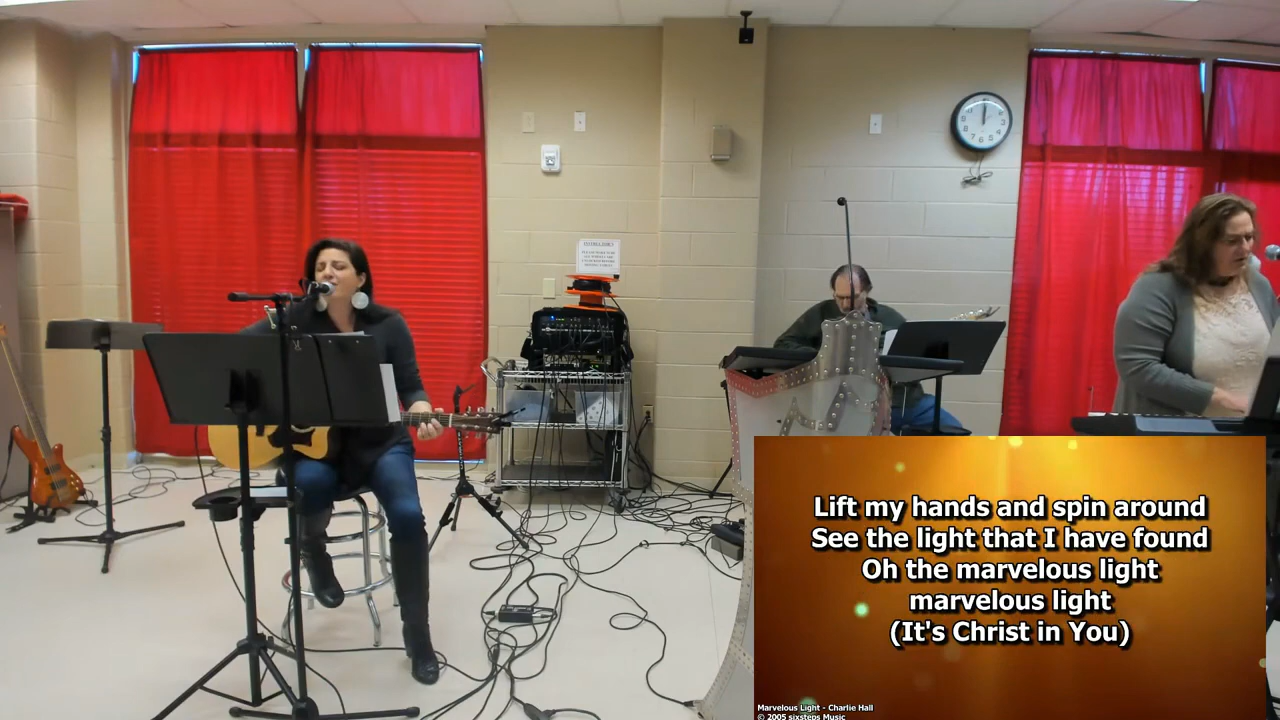 Lift my hands and spin around
See the light that I have found
Oh the marvelous light
marvelous light
(It's Christ in You)
Marvelous Light - Charlie Hall
© 2005 sixsteps Music